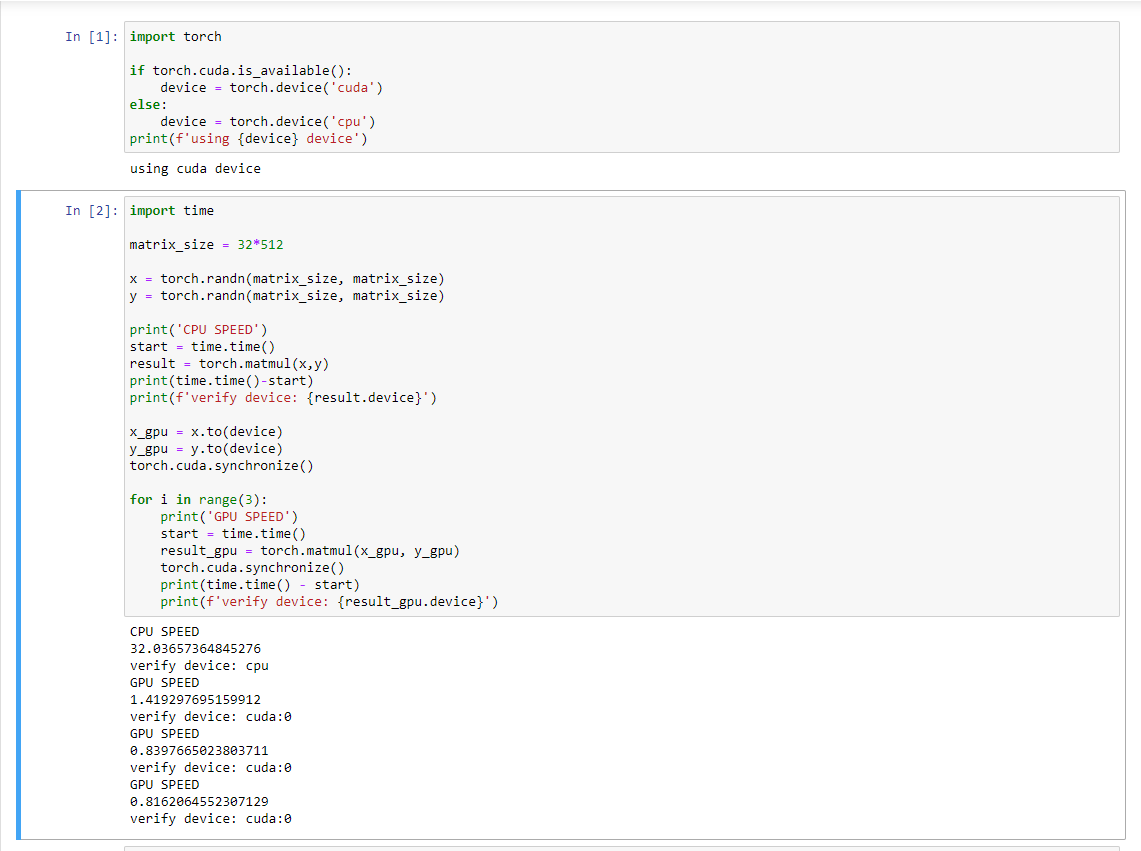 In [1]: import torch
if torch.cuda.is_available():
    device = torch.device('cuda')
else:
    device = torch.device('cpu')
print(f'using {device} device')
using cuda device
In [2]: import time
matrix_size = 32*512
x = torch.randn(matrix_size, matrix_size)
y = torch.randn(matrix_size, matrix_size)
print('CPU SPEED')
start = time.time()
result = torch.matmul(x,y)
print(time.time()-start)
print(f'verify device: {result.device}')
x_gpu = x.to(device)
y_gpu = y.to(device)
torch.cuda.synchronize()
for i in range(3):
    print('GPU SPEED')
    start = time.time()
    result_gpu = torch.matmul(x_gpu, y_gpu)
    torch.cuda.synchronize()
    print(time.time() - start)
    print(f'verify device: {result_gpu.device}')
CPU SPEED
32.03657364845276
verify device: cpu
GPU SPEED
1.419297695159912
verify device: cuda:0
GPU SPEED
0.8397665023803711
verify device: cuda:0
GPU SPEED
0.8162064552307129
verify device: cuda:0